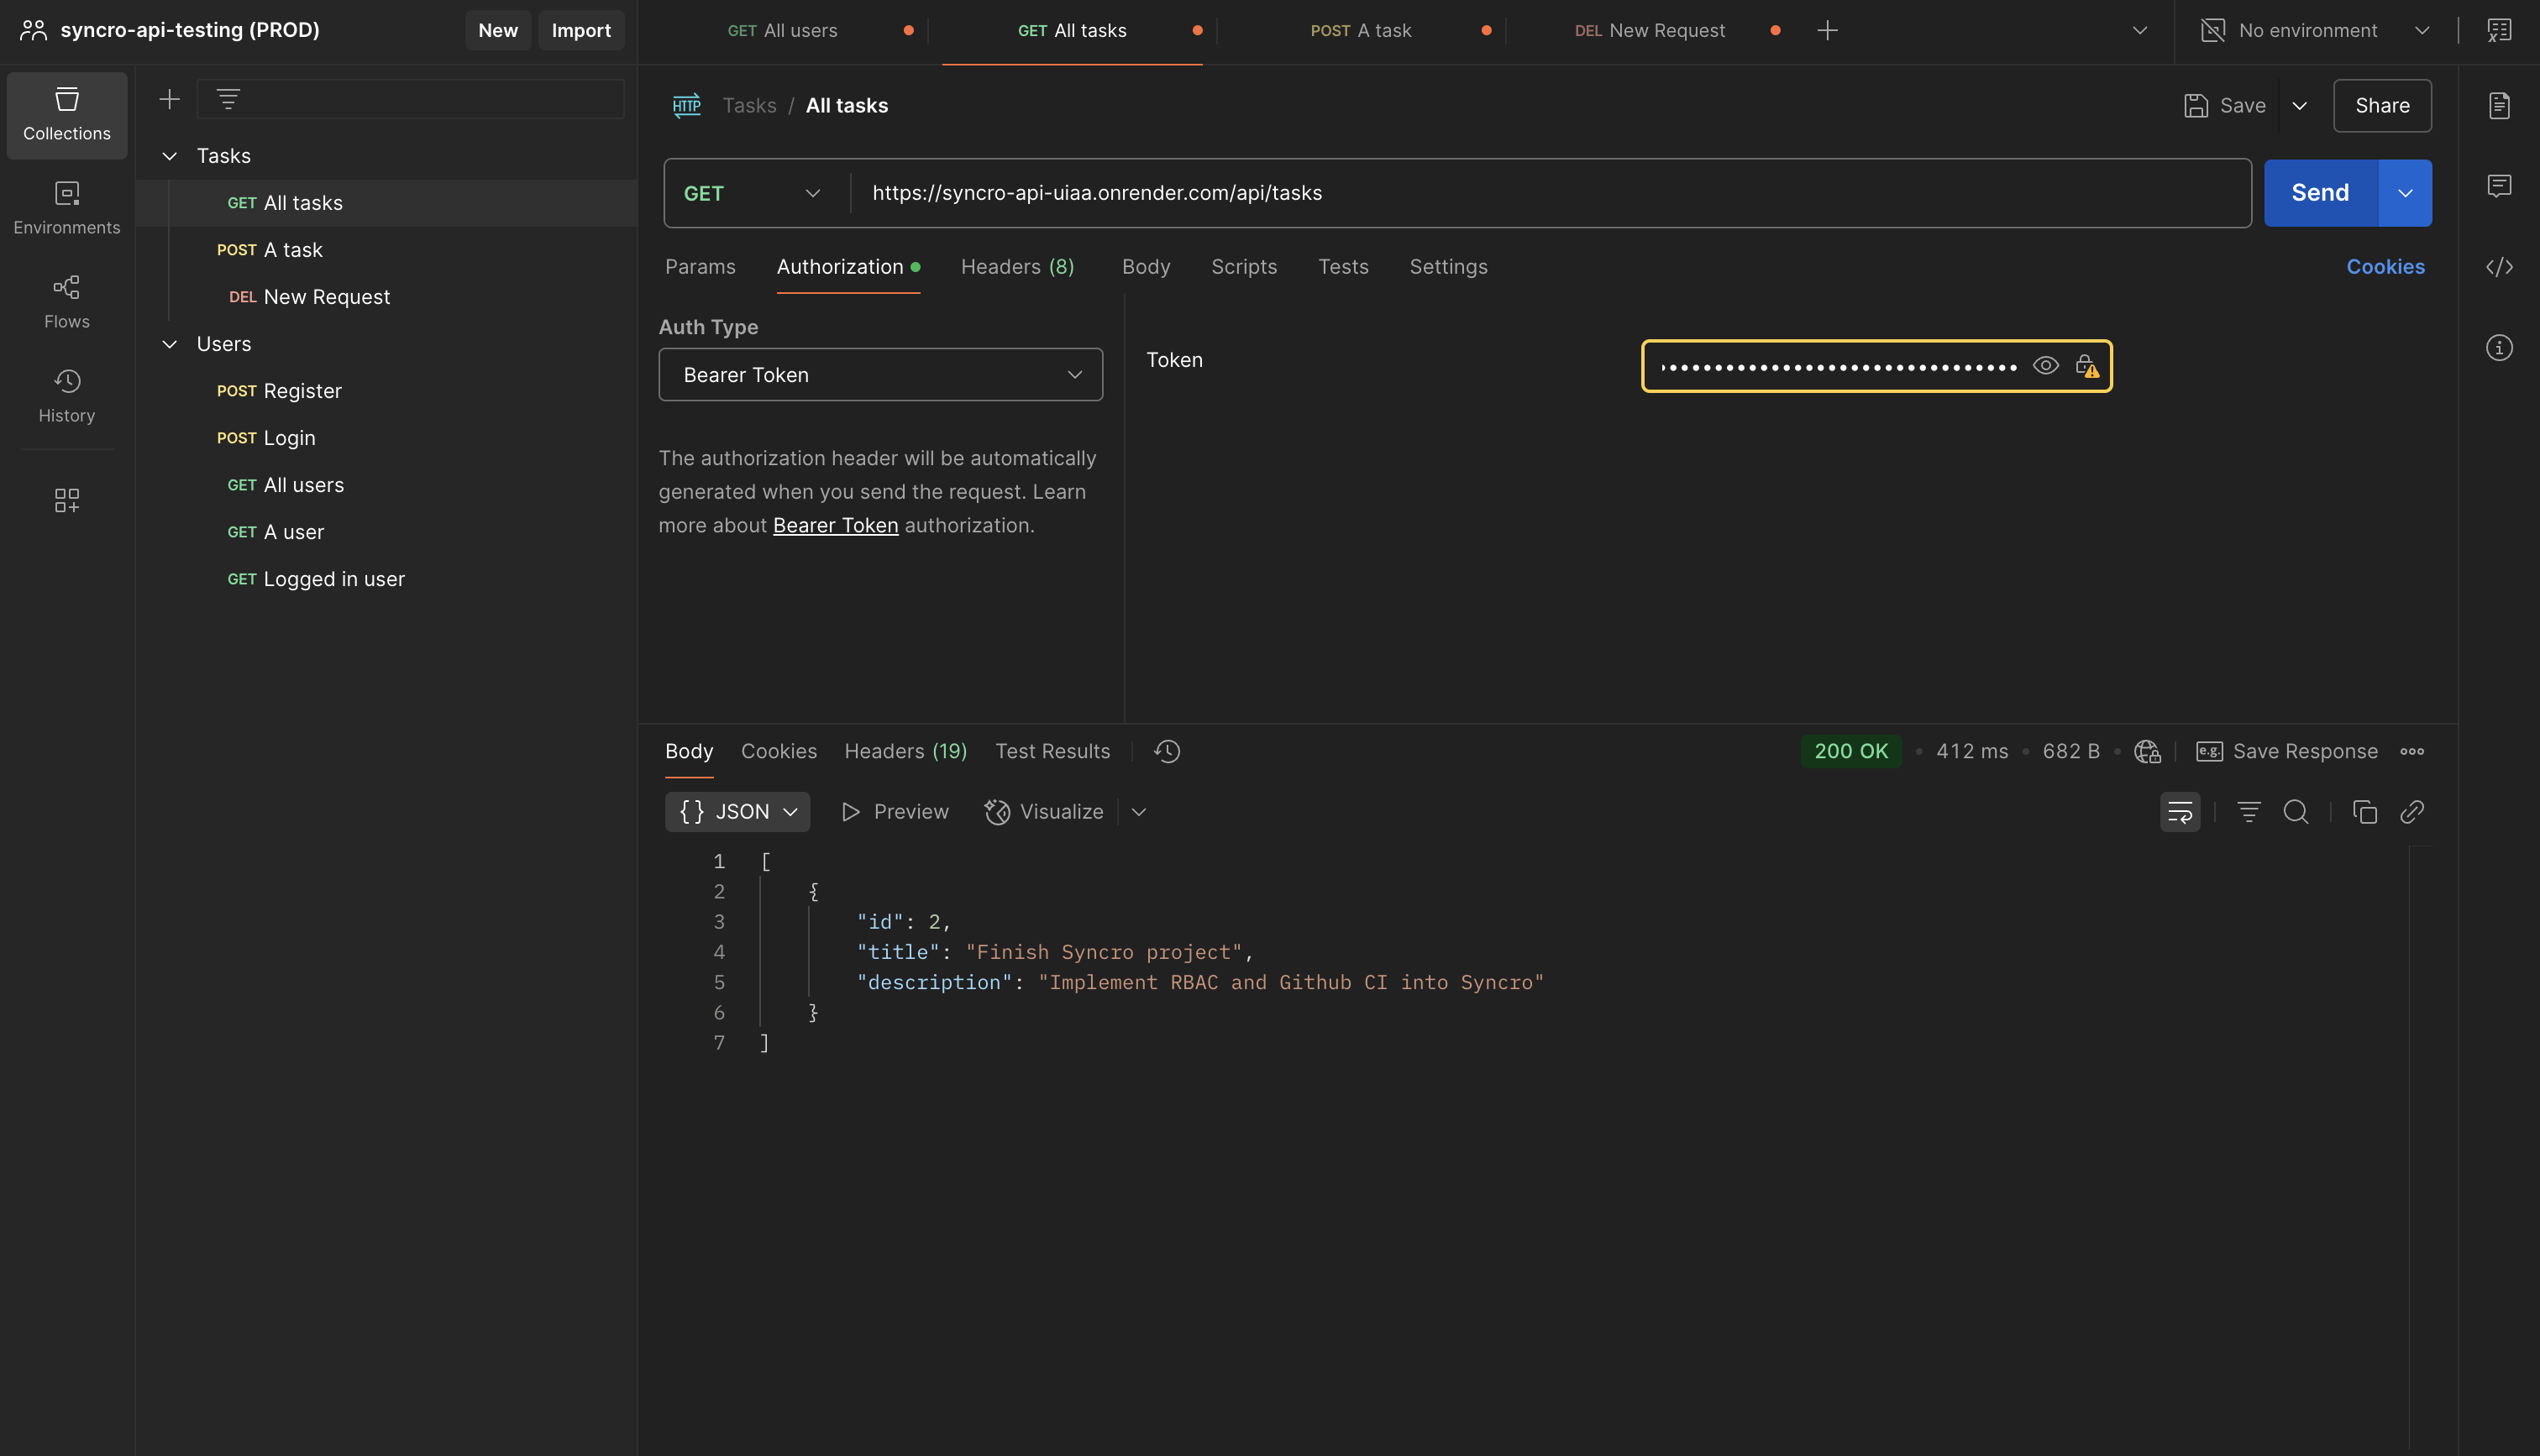 syncro-api-testing (PROD)
New
Import
GET All users
GET All tasks
POST A task
DEL New Request
No environment
Collections
Environments
Flows
History
Tasks
GET All tasks
POST A task
DEL New Request
Users
POST Register
POST Login
GET All users
GET A user
GET Logged in user
HTTP Tasks / All tasks
Save
Share
GET https://syncro-api-uiaa.onrender.com/api/tasks
Send
Params Authorization Headers (8) Body Scripts Tests Settings
Cookies
Auth Type
Bearer Token
The authorization header will be automatically
generated when you send the request. Learn
more about Bearer Token authorization.
Token
Body Cookies Headers (19) Test Results
200 OK • 412 ms • 682 B
e.g. Save Response
{} JSON
Preview
Visualize
1 [
2 {
3 "id": 2,
4 "title": "Finish Syncro project",
5 "description": "Implement RBAC and Github CI into Syncro"
6 }
7 ]